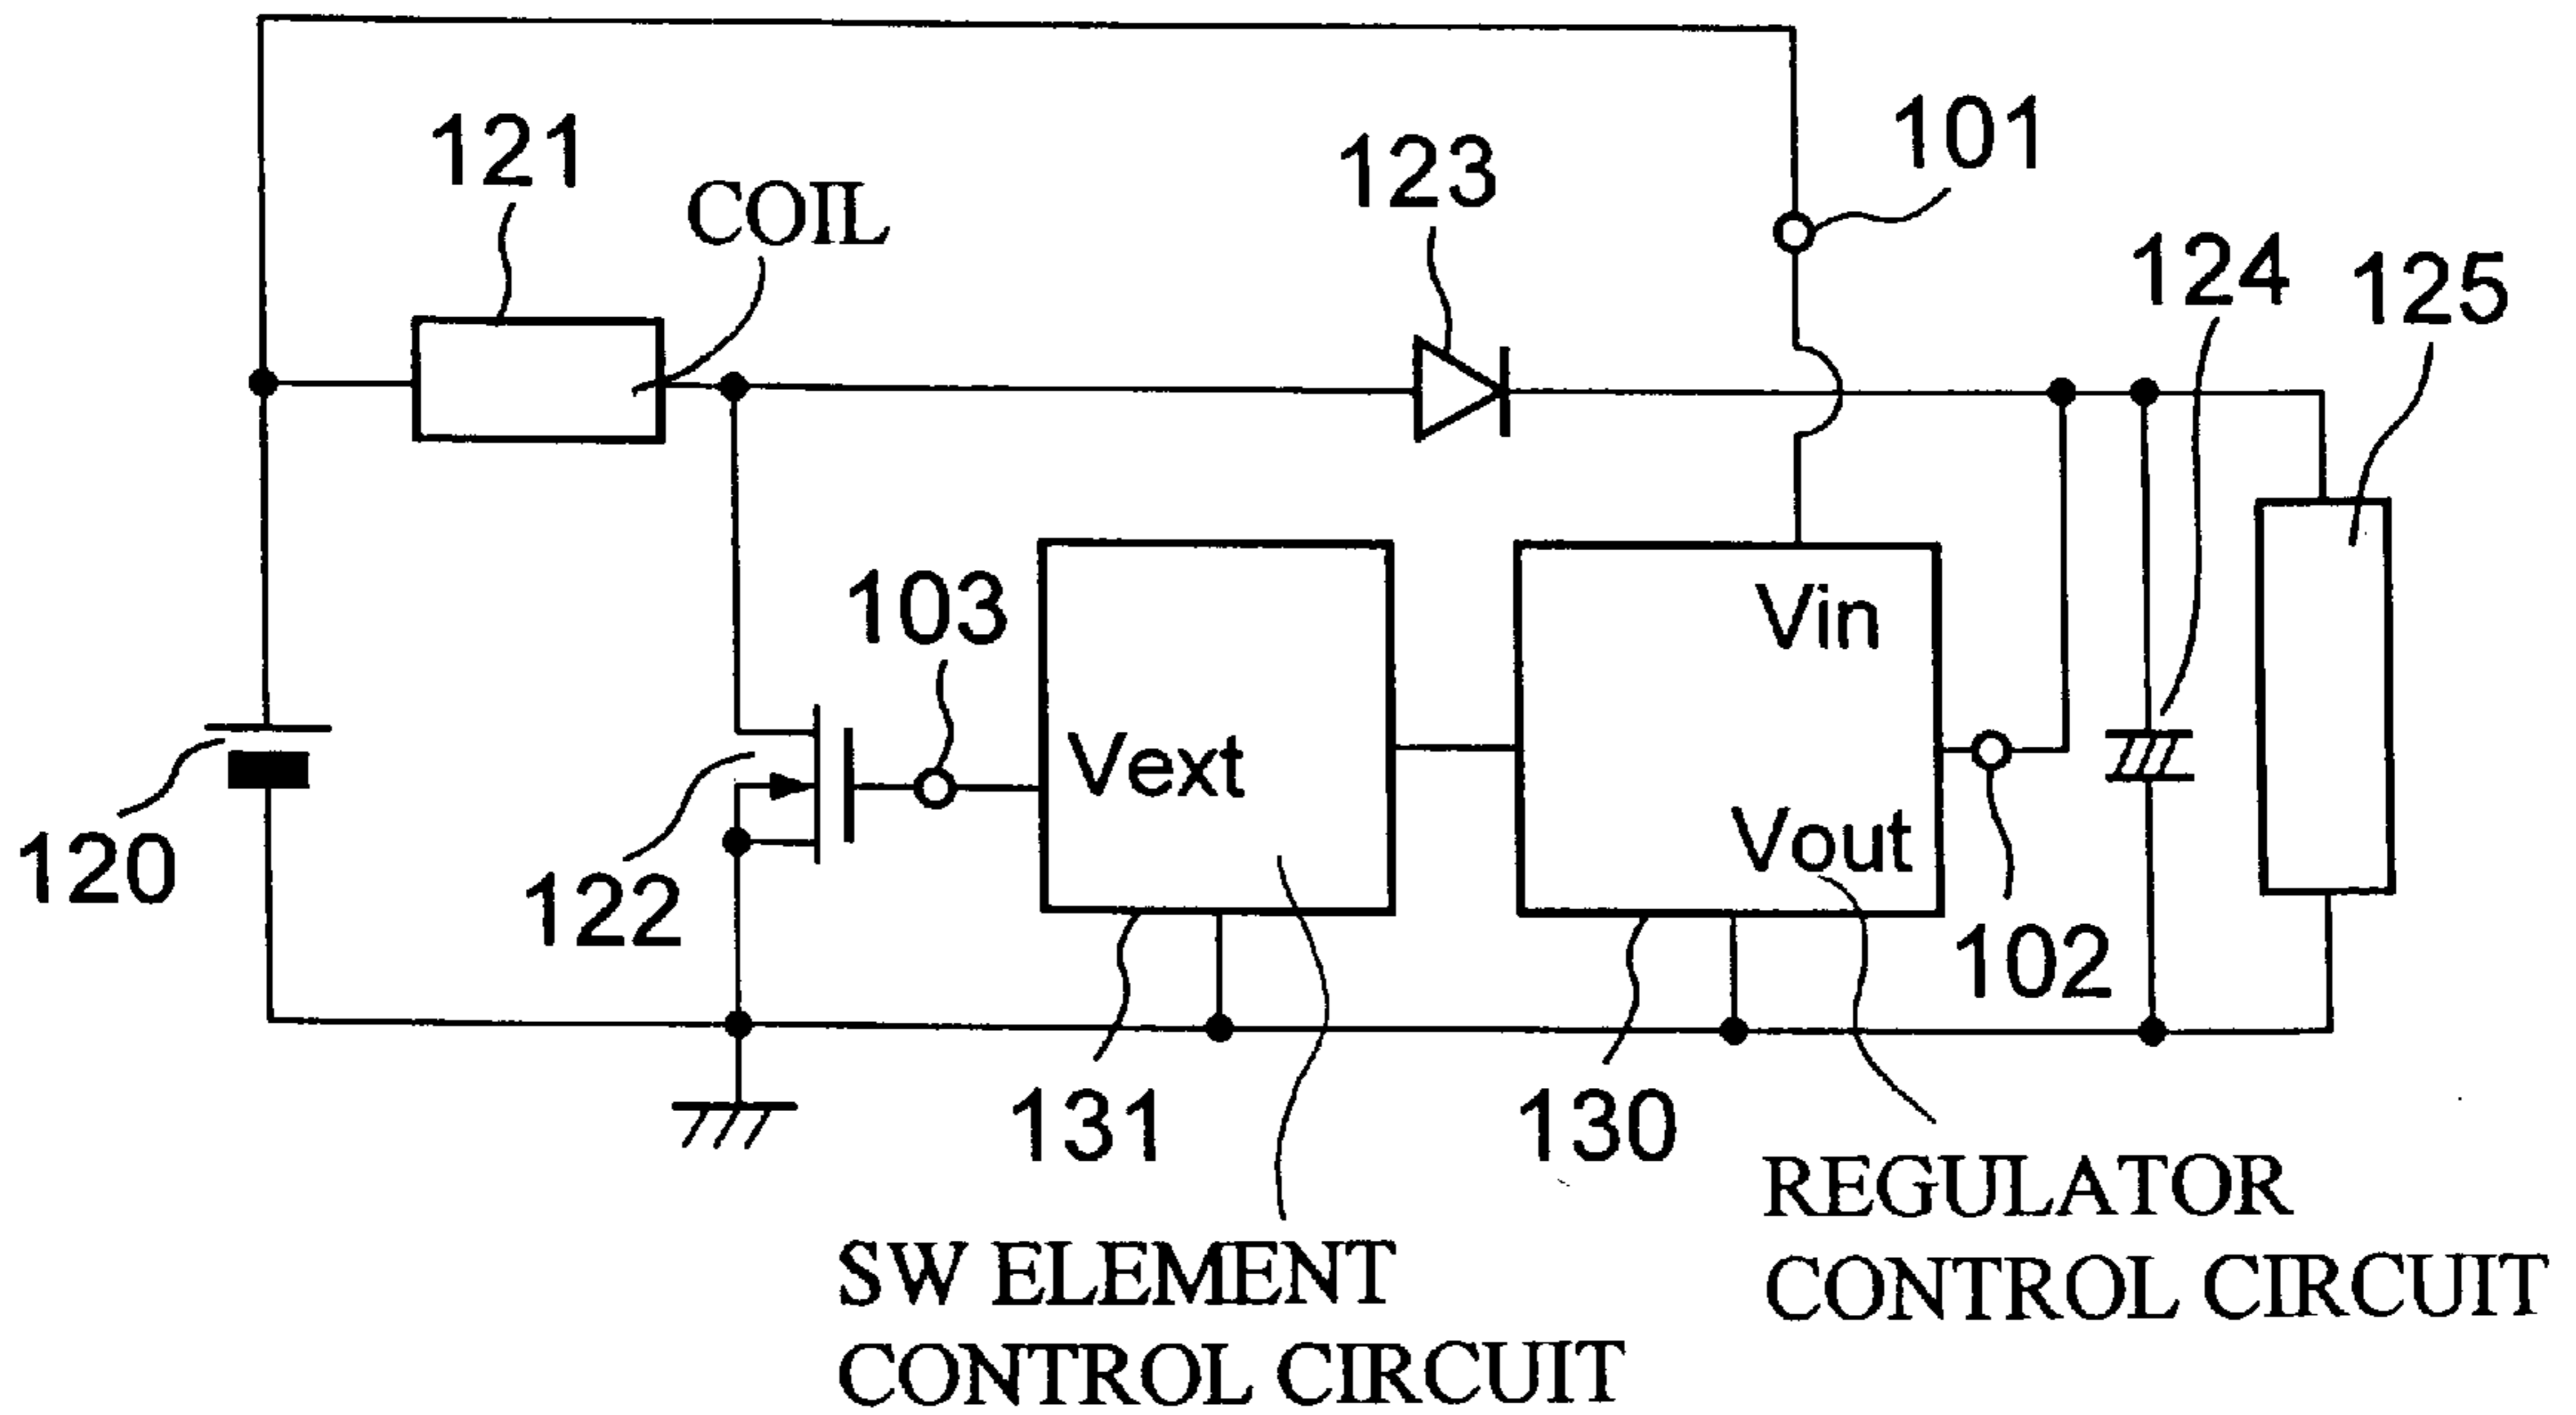 101
121
123
COIL
124
125
103
Vin
Vext
Vout
120
122
102
131
130
REGULATOR
CONTROL CIRCUIT
SW ELEMENT
CONTROL CIRCUIT